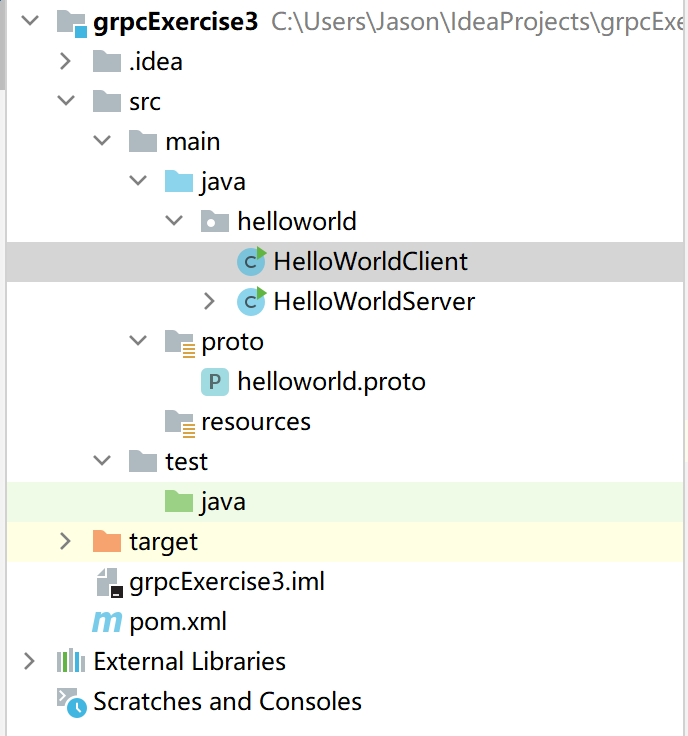 grpcExercise3 C:\Users\Jason\IdeaProjects\grpcExe
.idea
src
main
java
helloworld
C HelloWorldClient
C HelloWorldServer
proto
P helloworld.proto
resources
test
java
target
grpcExercise3.iml
m pom.xml
External Libraries
Scratches and Consoles